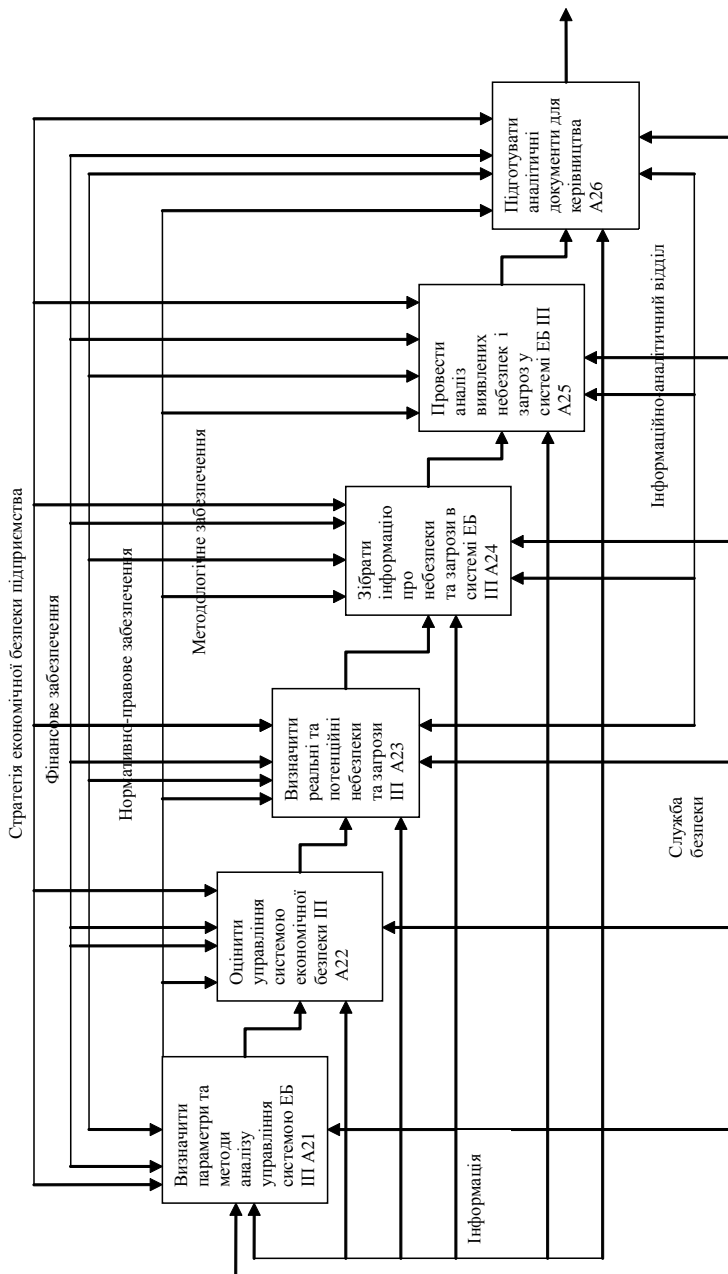 Стратегія економічної безпеки підприємства
Фінансове забезпечення
Нормативно-правове забезпечення
Методологічне забезпечення
Визначити
параметри та
методи
аналізу
управління
системою ЕБ
ІП А21
Оцінити
управління
системою
економічної
безпеки ІП
А22
Визначити
реальні та
потенційні
небезпеки
та загрози
ІП А23
Зібрати
інформацію
про
небезпеки
та загрози в
системі ЕБ
ІП А24
Провести
аналіз
виявлених
небезпек і
загроз у
системі ЕБ ІП
А25
Підготувати
аналітичні
документи для
керівництва
А26
Інформація
Служба
безпеки
Інформаційно-аналітичний відділ